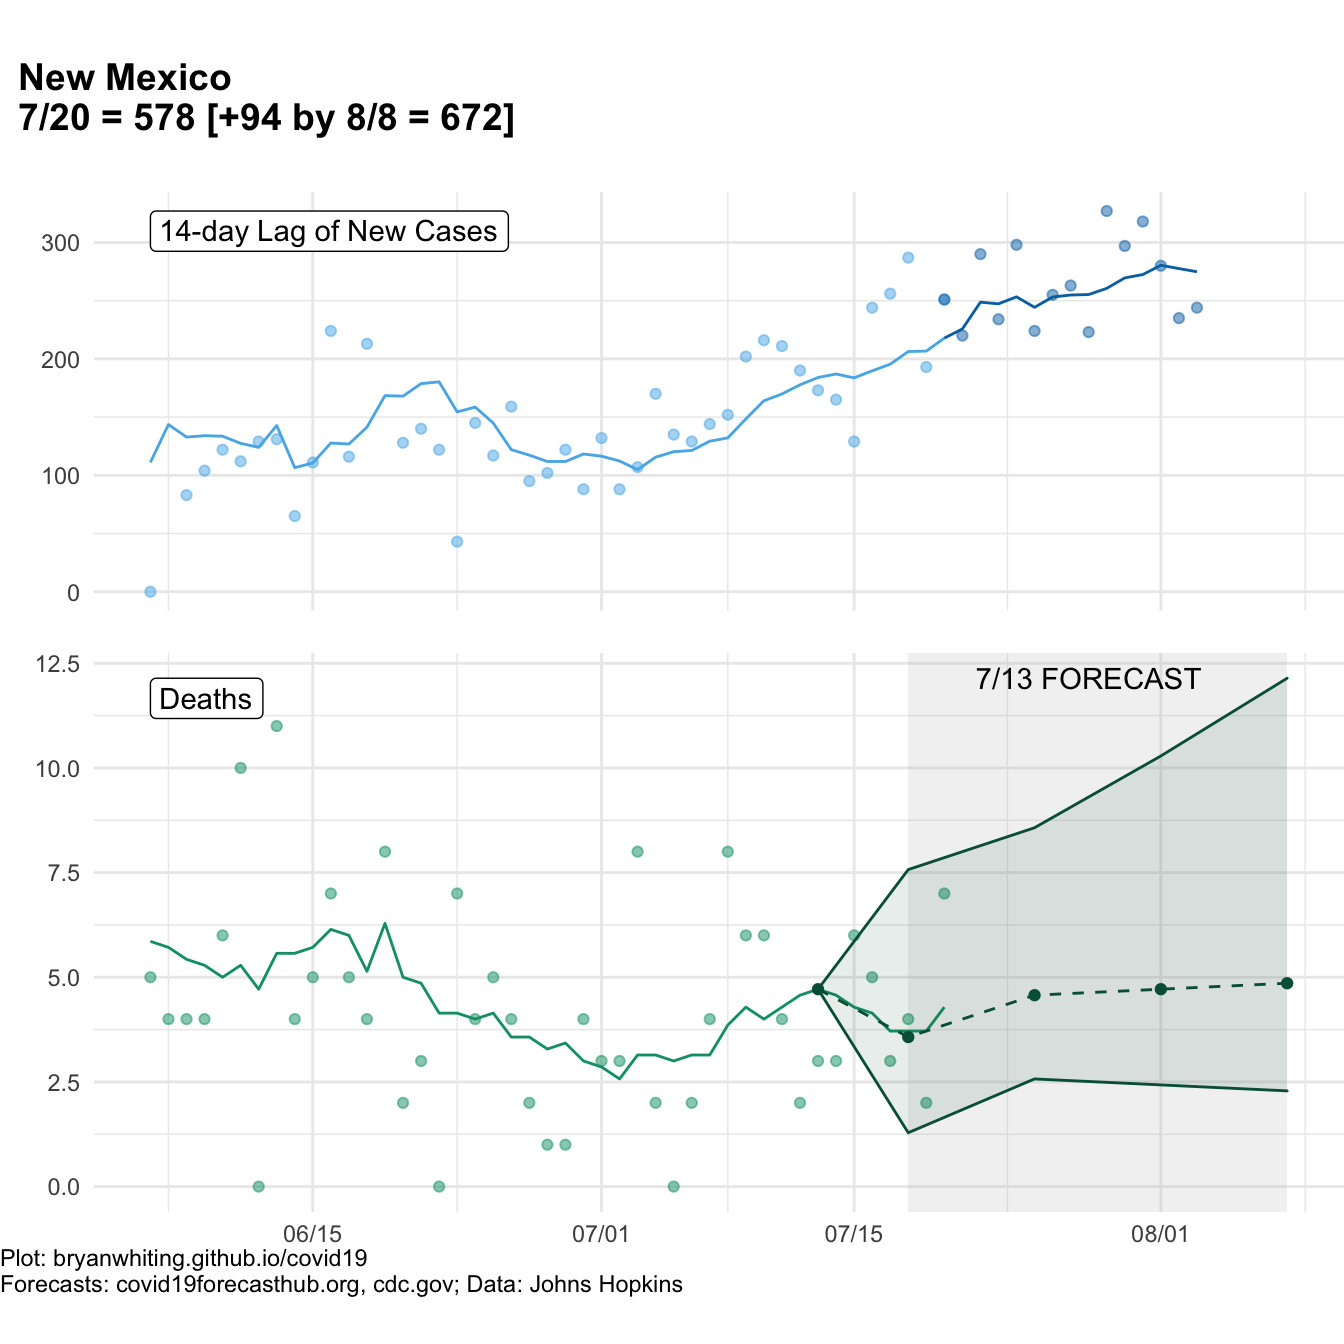 New Mexico
7/20 = 578 [+94 by 8/8 = 672]
14-day Lag of New Cases
300
200
100
0
12.5
7/13 FORECAST
Deaths
10.0
7.5
5.0
2.5
0.0
06/15 07/01 07/15 08/01
Plot: bryanwhiting.github.io/covid19
Forecasts: covid19forecasthub.org, cdc.gov; Data: Johns Hopkins